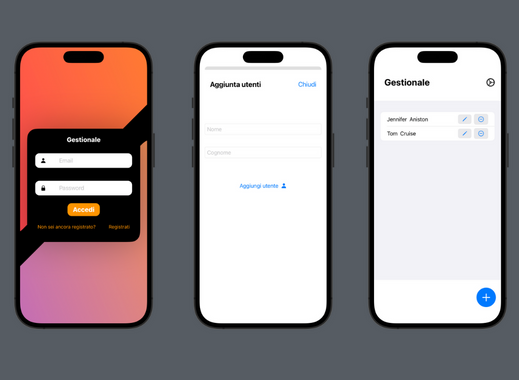 Gestionale
Email
Password
Accedi
Non sei ancora registrato? Registrati
Aggiunta utenti
Chiudi
Nome
Cognome
Aggiungi utente
Gestionale
Jennifer Aniston
Tom Cruise